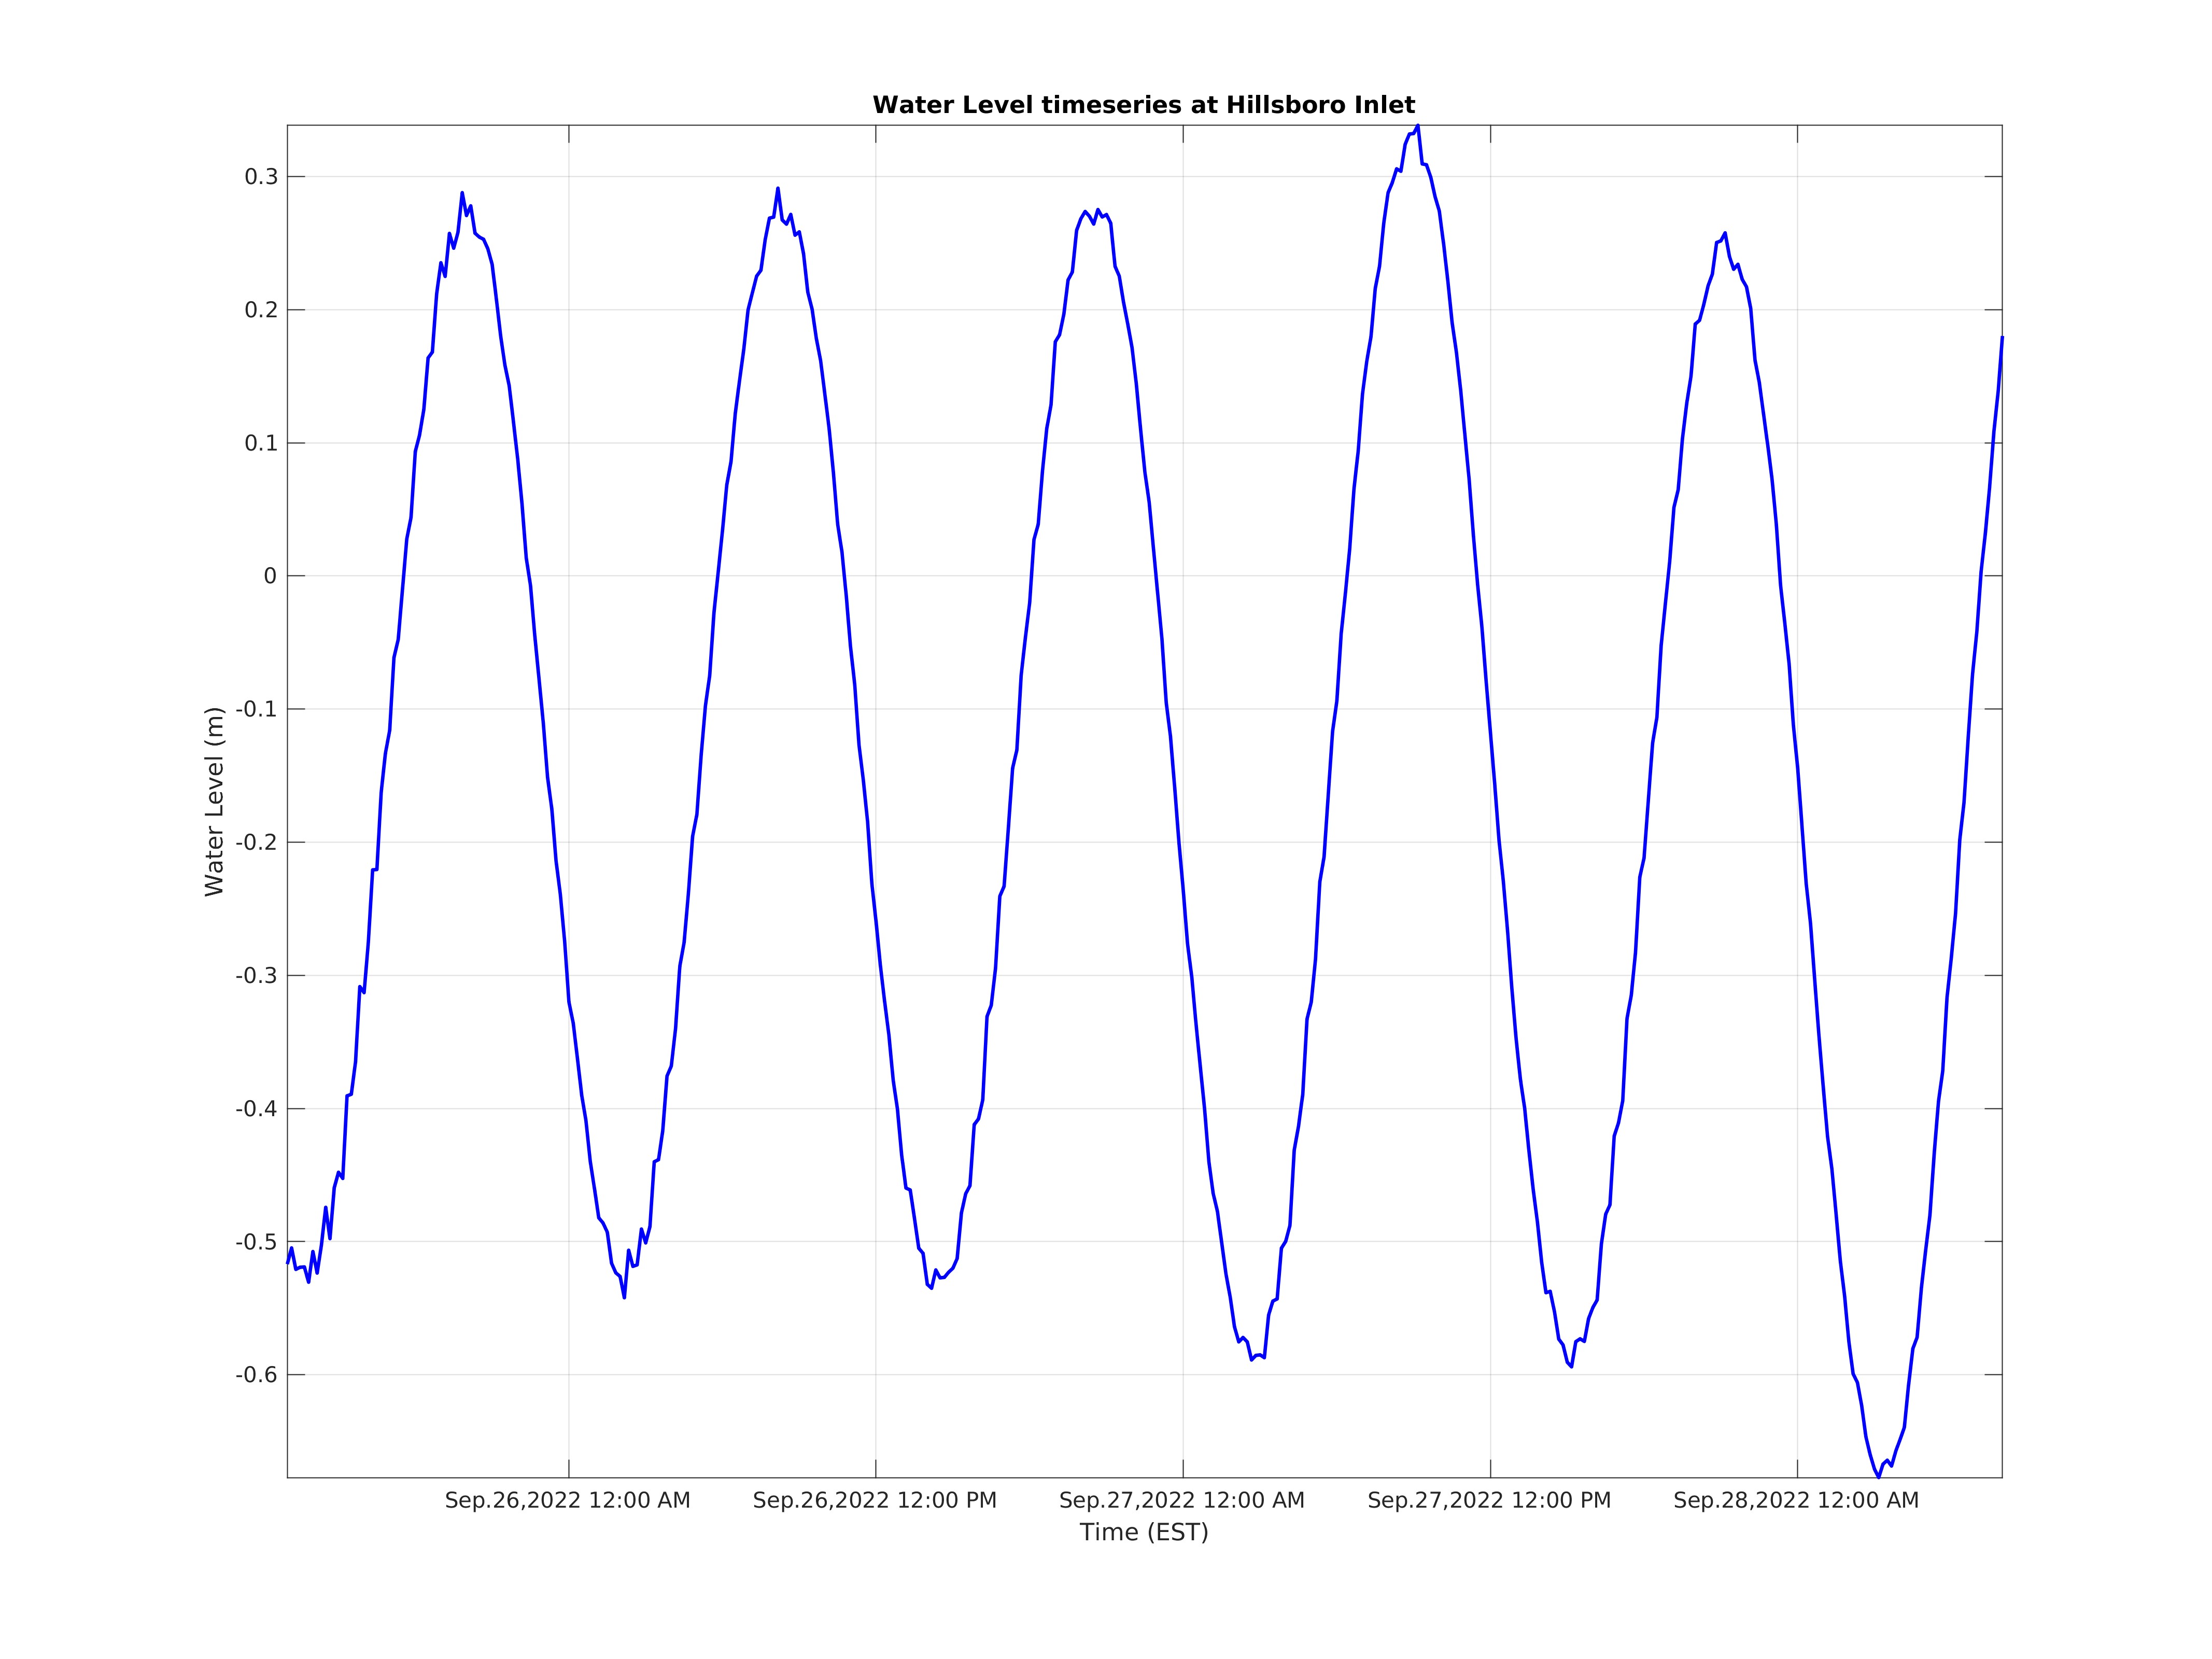 Water Level timeseries at Hillsboro Inlet
0.3
0.2
0.1
0
-0.1
-0.2
-0.3
-0.4
-0.5
-0.6
Water Level (m)
Sep.26,2022 12:00 AM
Sep.26,2022 12:00 PM
Sep.27,2022 12:00 AM
Sep.27,2022 12:00 PM
Sep.28,2022 12:00 AM
Time (EST)